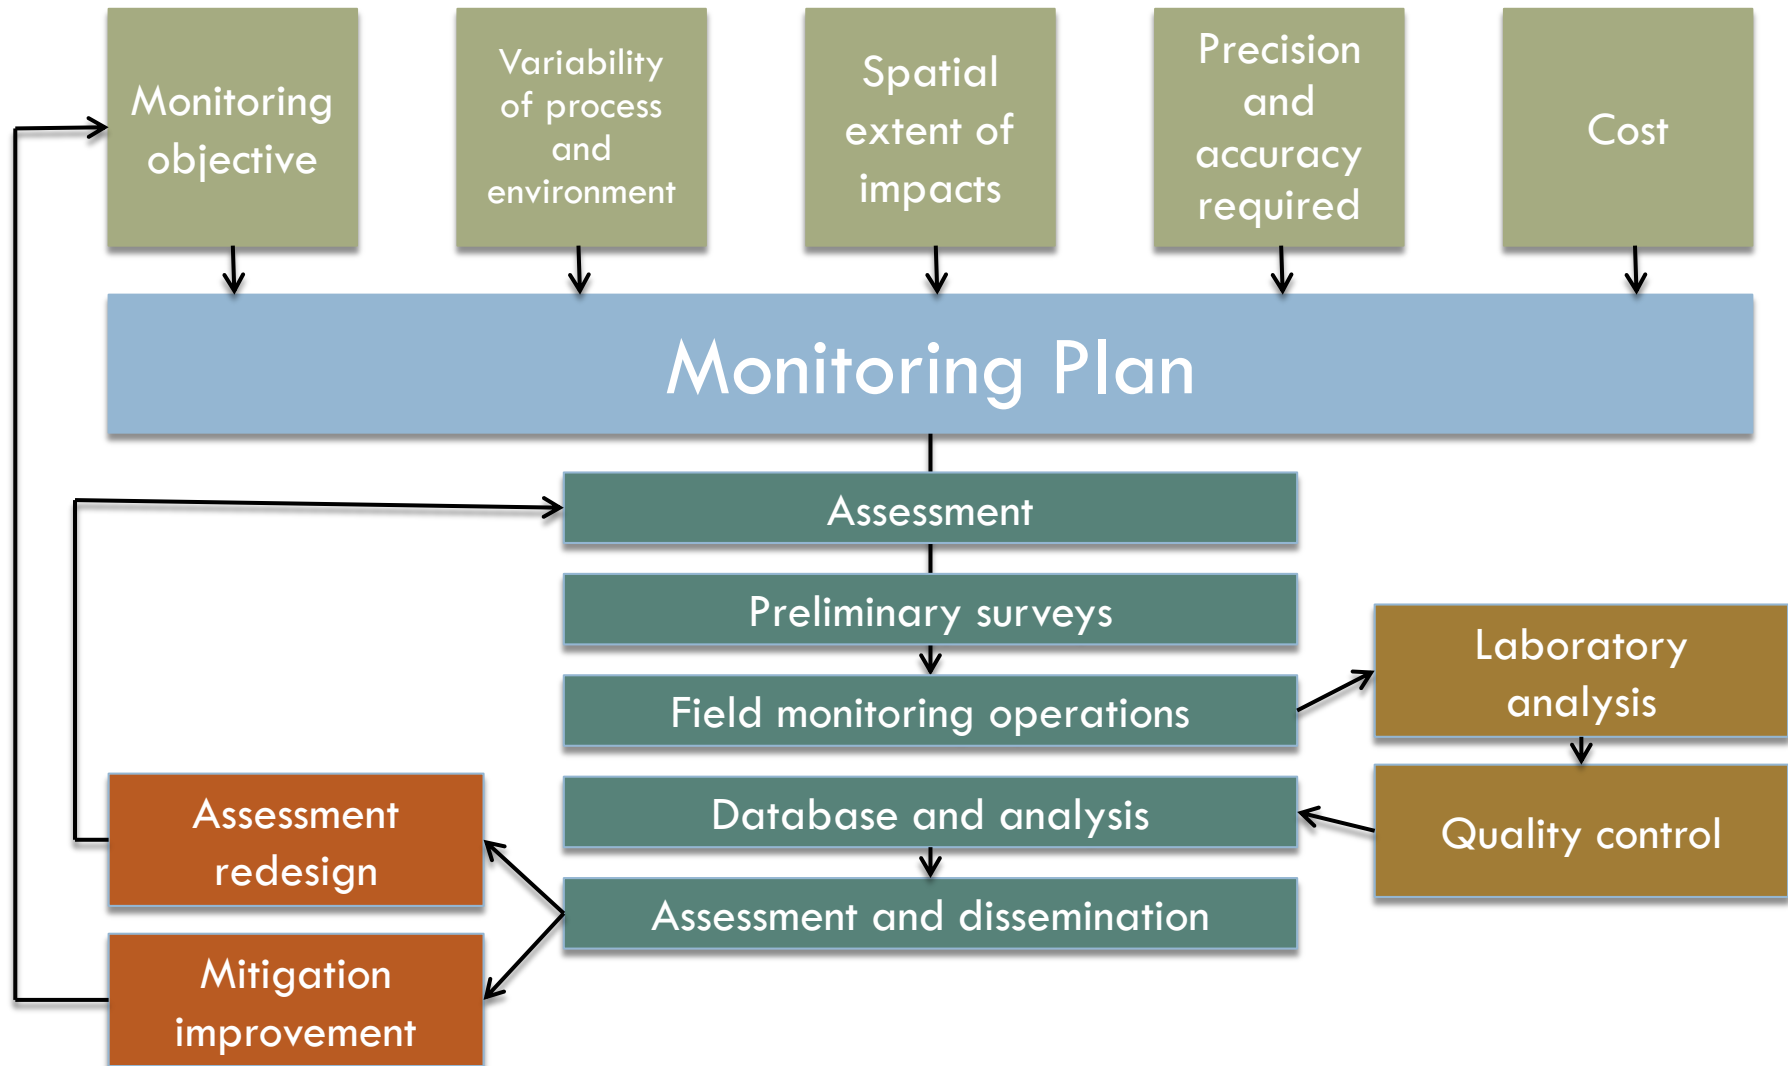 Monitoring
objective
Variability
of process
and
environment
Spatial
extent of
impacts
Precision
and
accuracy
required
Cost
Monitoring Plan
Assessment
Preliminary surveys
Field monitoring operations
Laboratory
analysis
Database and analysis
Quality control
Assessment
redesign
Assessment and dissemination
Mitigation
improvement